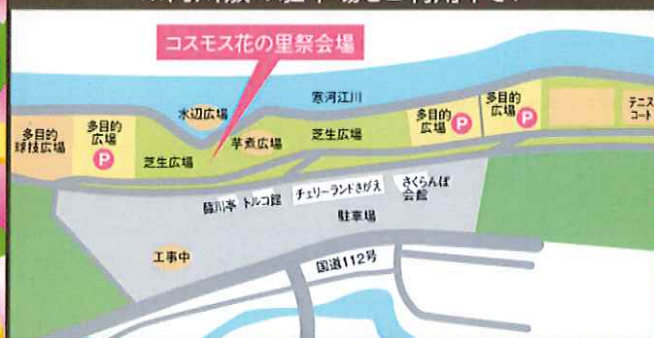 コスモス花の里祭会場
寒河江川
水辺広場
多目的
球技広場
多目的
広場
P
芝生広場
芋煮広場
芝生広場
多目的
広場
P
多目的
広場
P
テニス
コート
臨川亭
トルコ館
チェリーランドさがえ
さくらんぼ
会館
駐車場
工事中
国道112号